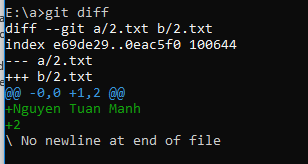 E:\a>git diff
diff --git a/2.txt b/2.txt
index e69de29..0eac5f0 100644
--- a/2.txt
+++ b/2.txt
@@ -0,0 +1,2 @@
+Nguyen Tuan Manh
+2
\ No newline at end of file